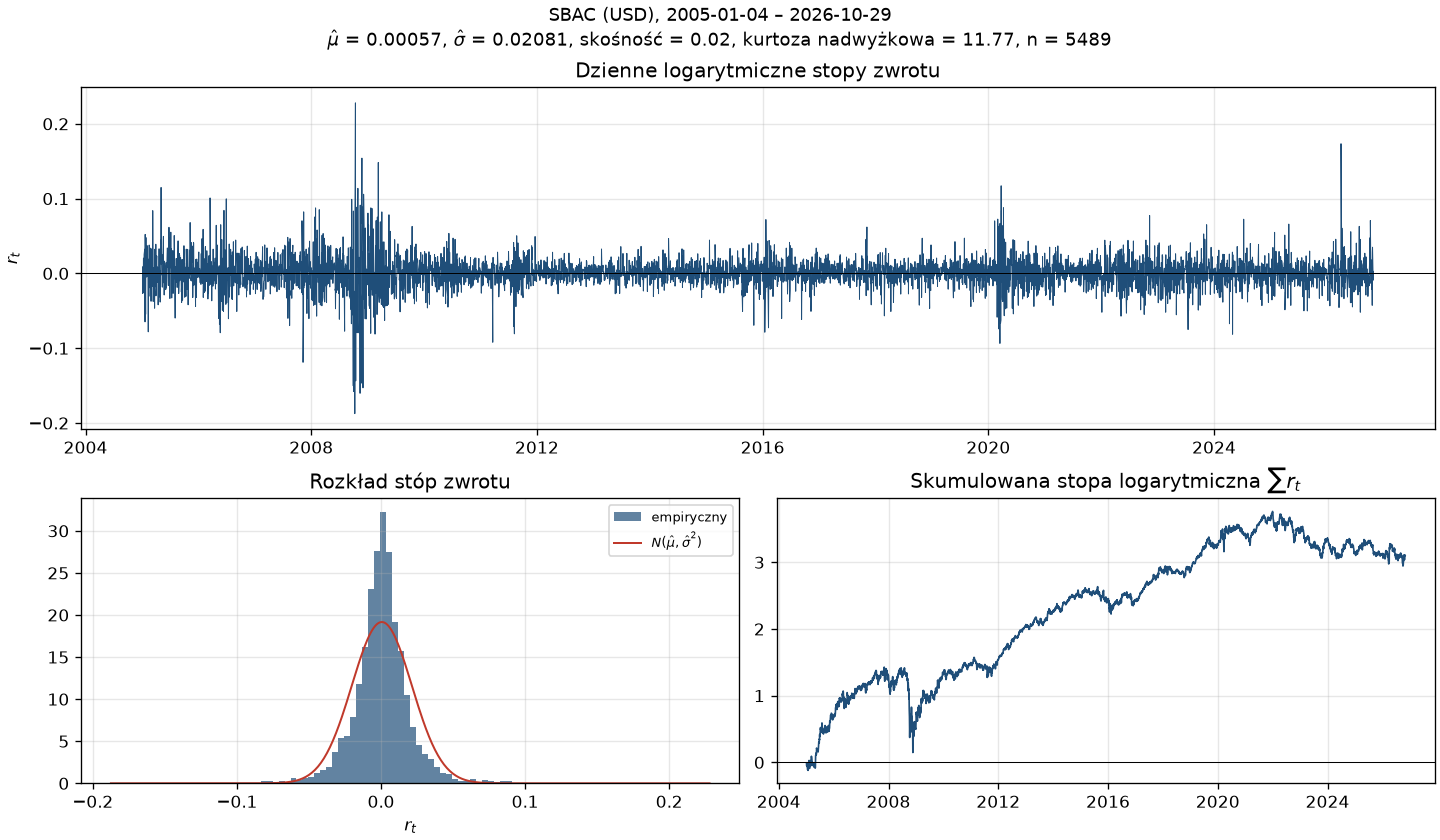 SBAC (USD), 2005-01-04 – 2026-10-29
μ̂ = 0.00057, σ̂ = 0.02081, skośność = 0.02, kurtoza nadwyżkowa = 11.77, n = 5489
Dzienne logarytmiczne stopy zwrotu
0.2
0.1
0.0
−0.1
−0.2
r_t
2004 2008 2012 2016 2020 2024
Rozkład stóp zwrotu
30
25
20
15
10
5
0
empiryczny
N(μ̂, σ̂²)
−0.2 −0.1 0.0 0.1 0.2
r_t
Skumulowana stopa logarytmiczna ∑r_t
3
2
1
0
2004 2008 2012 2016 2020 2024